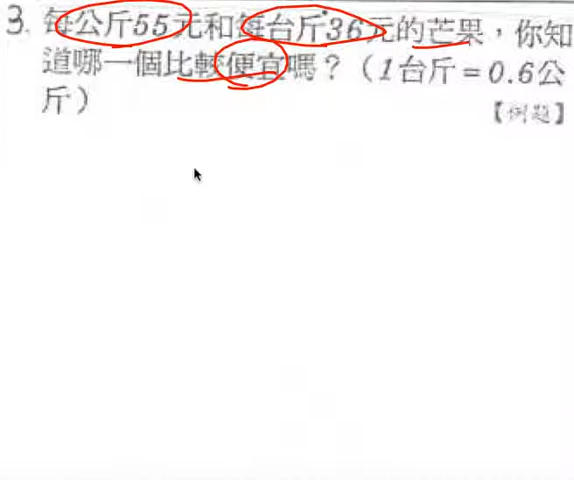 3. 每公斤55元和每台斤36元的芒果，你知
道哪一個比較便宜嗎？（1台斤＝0.6公
斤）
【例題】